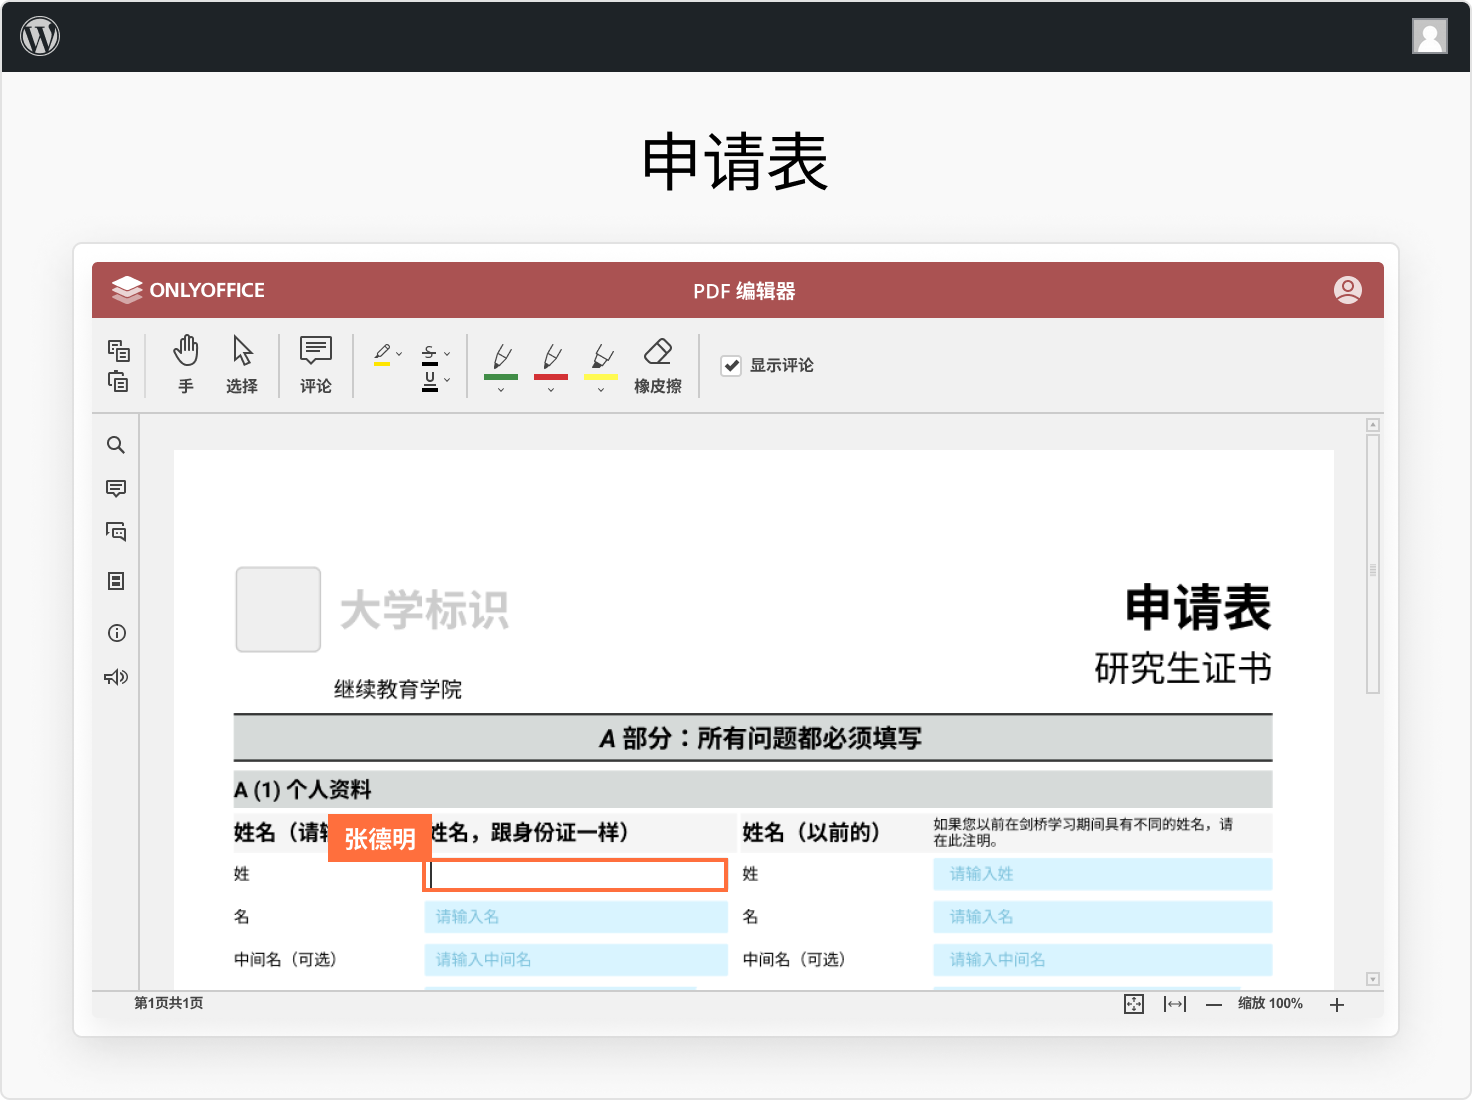 申请表
ONLYOFFICE
PDF 编辑器
手
选择
评论
S
U
橡皮擦
显示评论
大学标识
申请表
研究生证书
继续教育学院
A 部分：所有问题都必须填写
A (1) 个人资料
姓名（请
张德明
姓名，跟身份证一样）
姓名（以前的）
如果您以前在剑桥学习期间具有不同的姓名，请
在此注明。
姓
姓
请输入姓
名
请输入名
名
请输入名
中间名（可选）
请输入中间名
中间名（可选）
请输入中间名
第1页共1页
缩放 100%